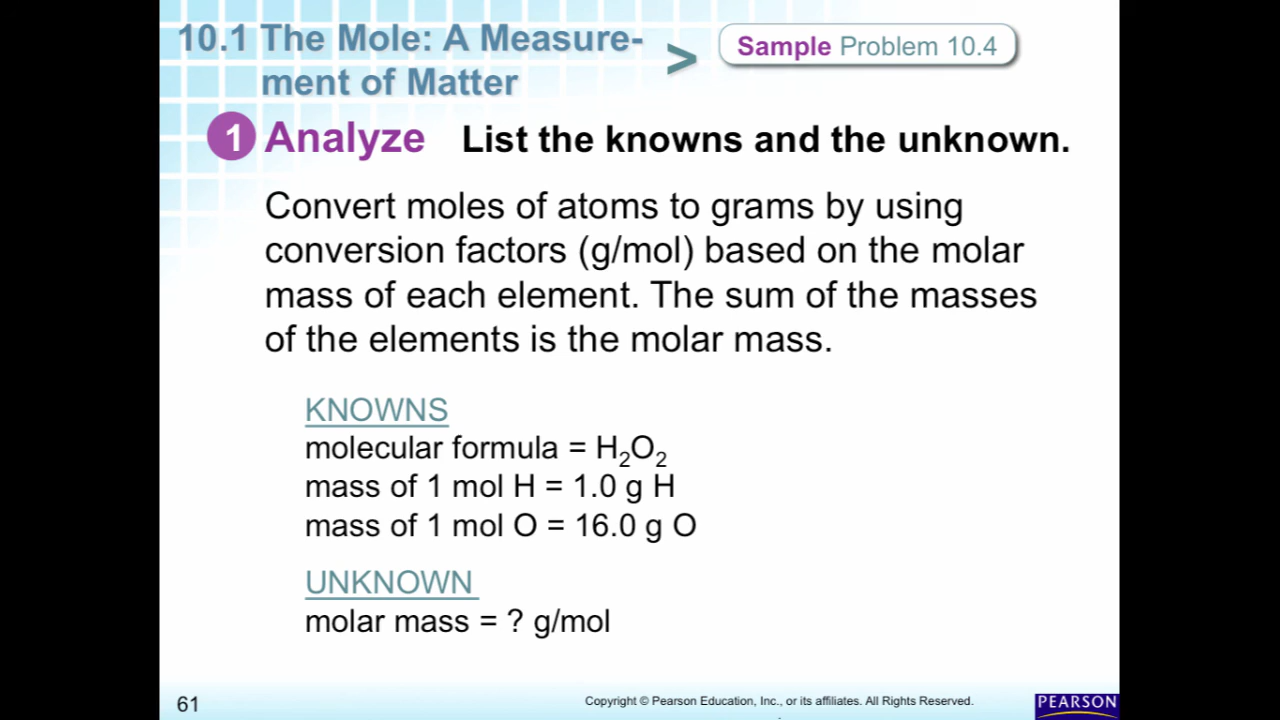 10.1 The Mole: A Measure-
ment of Matter
>
Sample Problem 10.4
1 Analyze List the knowns and the unknown.
Convert moles of atoms to grams by using
conversion factors (g/mol) based on the molar
mass of each element. The sum of the masses
of the elements is the molar mass.
KNOWNS
molecular formula = H₂O₂
mass of 1 mol H = 1.0 g H
mass of 1 mol O = 16.0 g O
UNKNOWN
molar mass = ? g/mol
61
Copyright © Pearson Education, Inc., or its affiliates. All Rights Reserved.
PEARSON